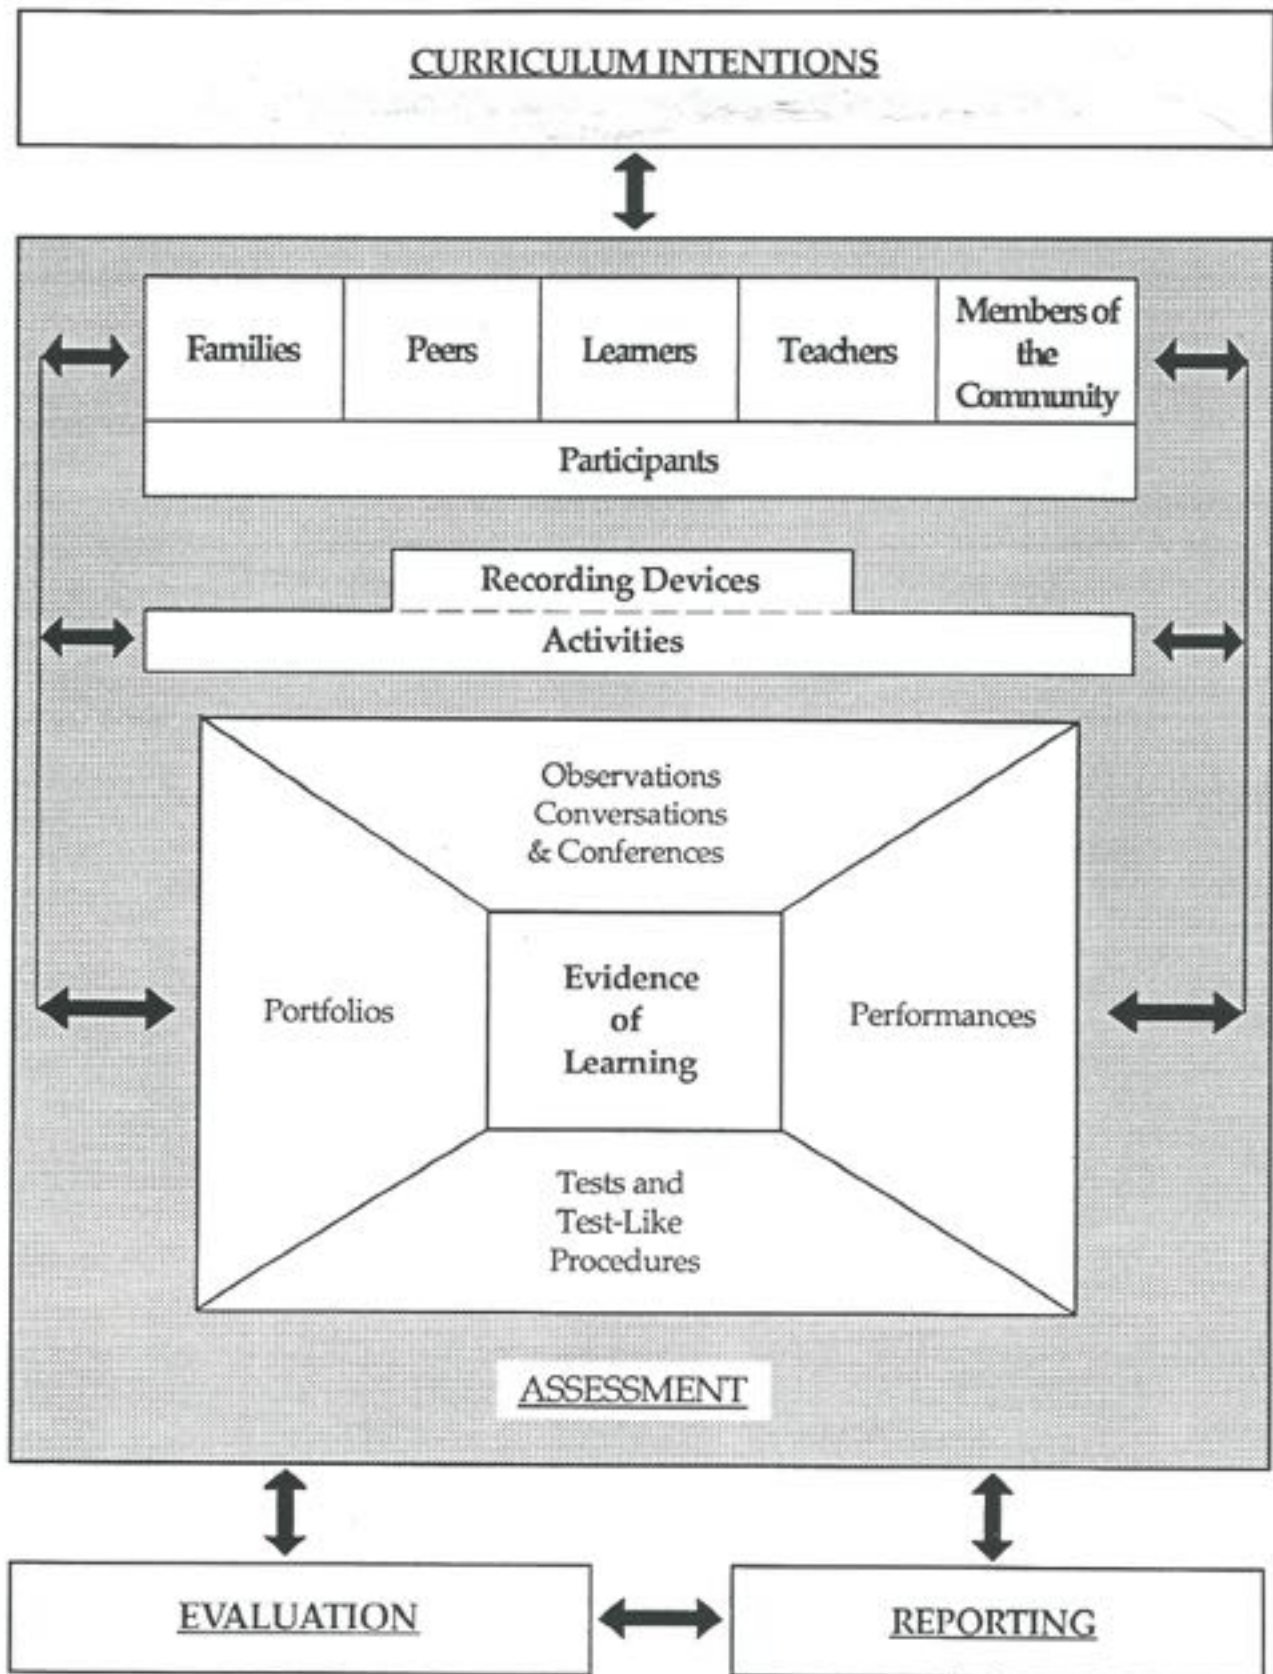 CURRICULUM INTENTIONS
Families
Peers
Learners
Teachers
Members of
the
Community
Participants
Recording Devices
Activities
Observations
Conversations
& Conferences
Portfolios
Evidence
of
Learning
Performances
Tests and
Test-Like
Procedures
ASSESSMENT
EVALUATION
REPORTING